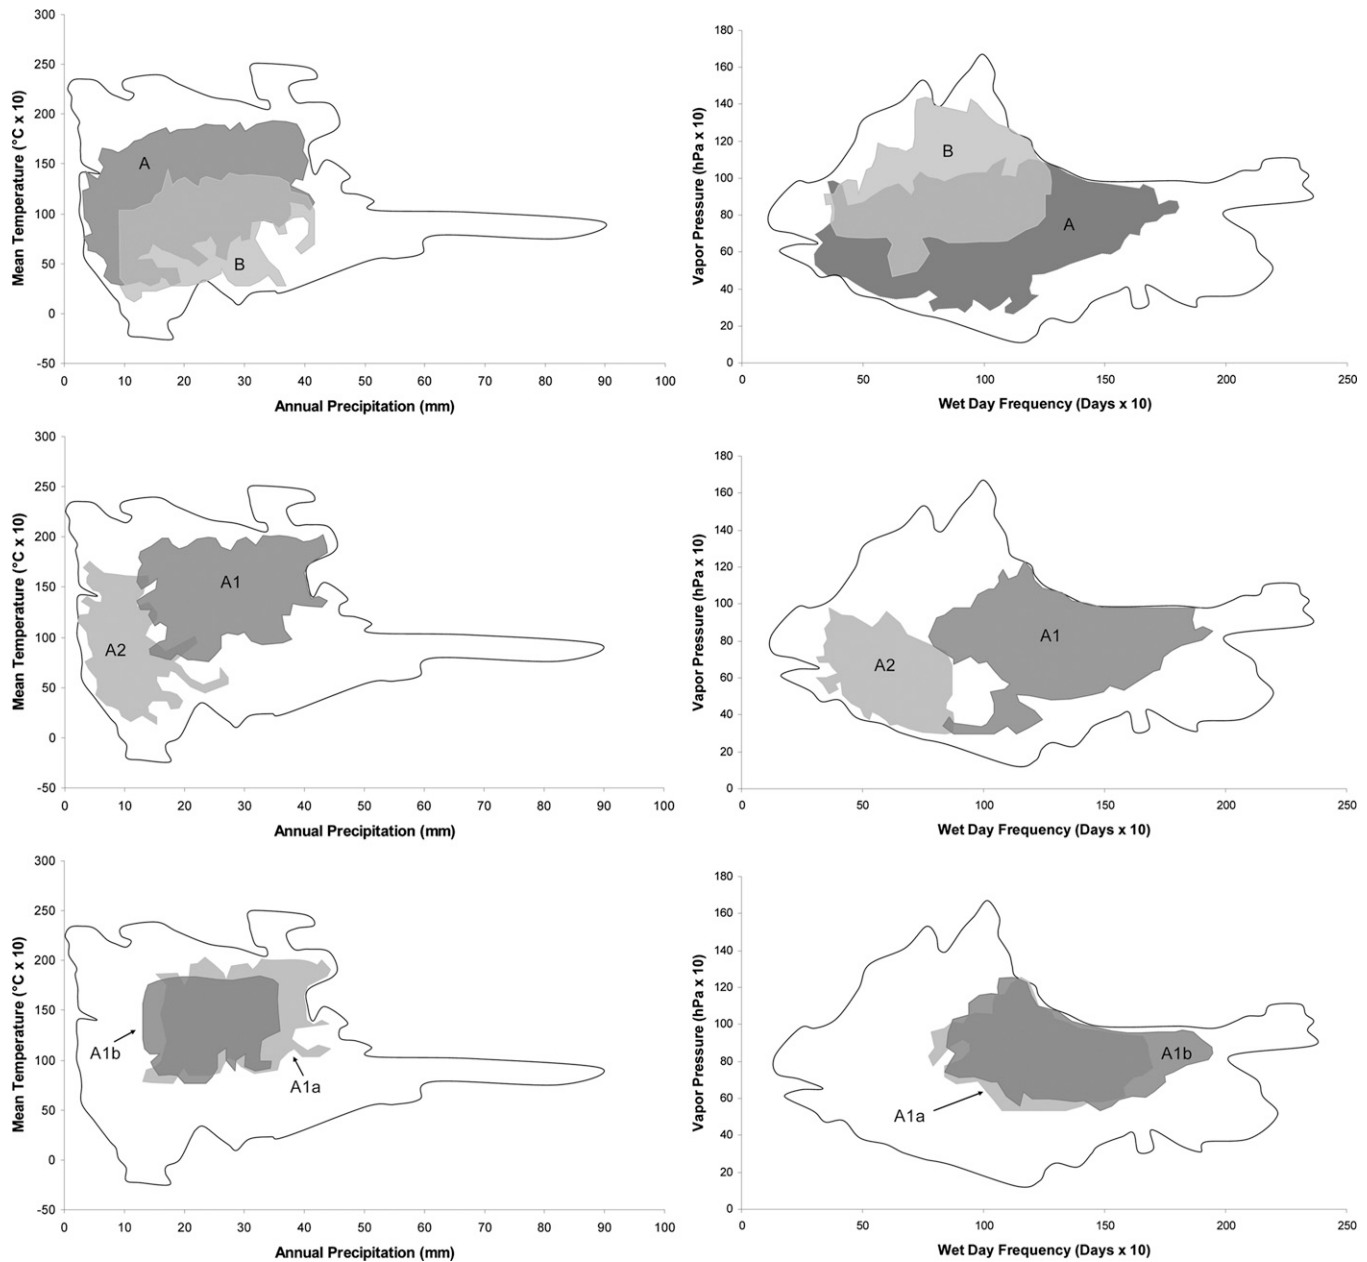 Mean Temperature (°C x 10)
300
250
200
150
100
50
0
-50
A
B
0 10 20 30 40 50 60 70 80 90 100
Annual Precipitation (mm)
Vapor Pressure (hPa x 10)
180
160
140
120
100
80
60
40
20
0
B
A
0 50 100 150 200 250
Wet Day Frequency (Days x 10)
Mean Temperature (°C x 10)
300
250
200
150
100
50
0
-50
A1
A2
0 10 20 30 40 50 60 70 80 90 100
Annual Precipitation (mm)
Vapor Pressure (hPa x 10)
180
160
140
120
100
80
60
40
20
0
A1
A2
0 50 100 150 200 250
Wet Day Frequency (Days x 10)
Mean Temperature (°C x 10)
300
250
200
150
100
50
0
-50
A1b
A1a
0 10 20 30 40 50 60 70 80 90 100
Annual Precipitation (mm)
Vapor Pressure (hPa x 10)
180
160
140
120
100
80
60
40
20
0
A1b
A1a
0 50 100 150 200 250
Wet Day Frequency (Days x 10)